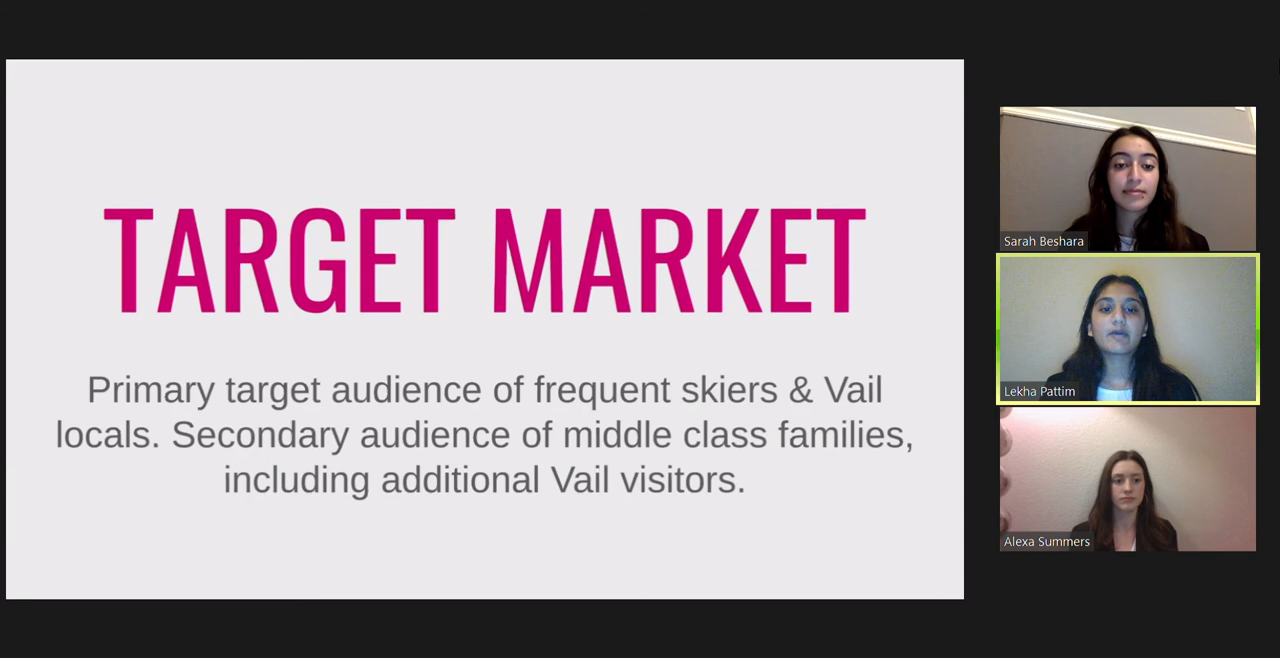 TARGET MARKET
Primary target audience of frequent skiers & Vail
locals. Secondary audience of middle class families,
including additional Vail visitors.
Sarah Beshara
Lekha Pattim
Alexa Summers